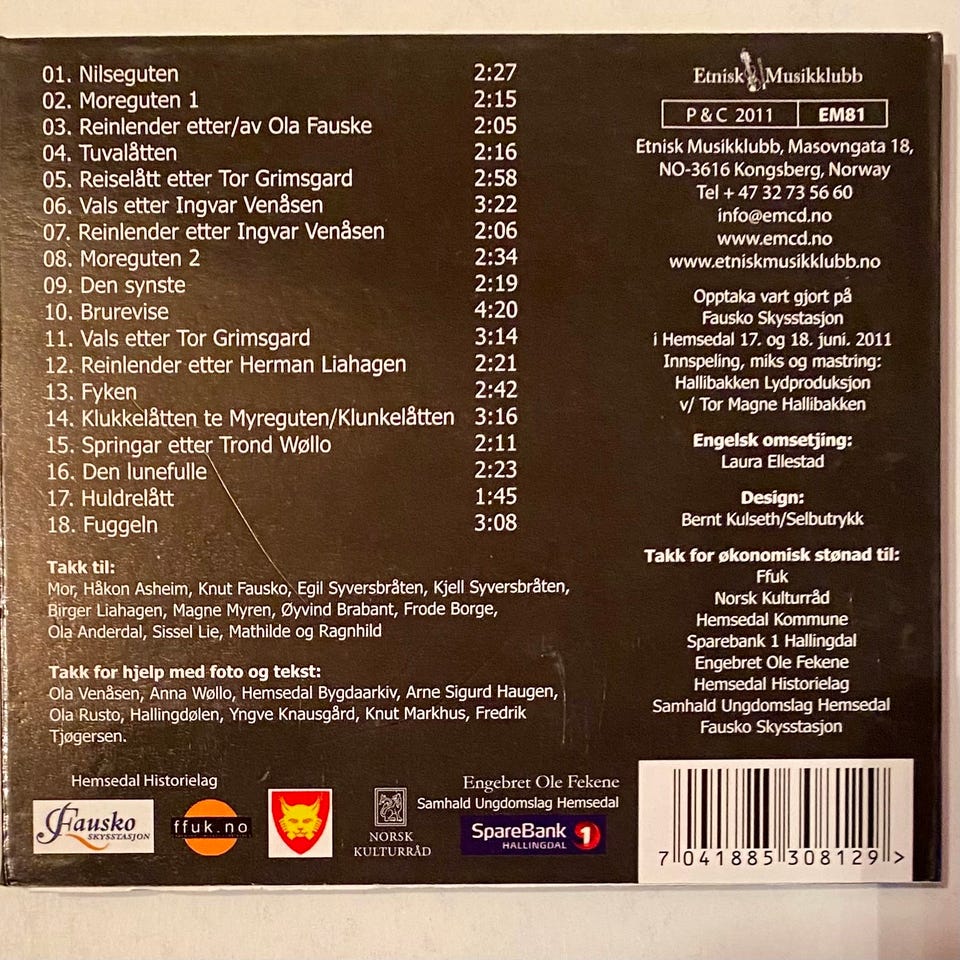 01. Nilseguten 2:27
02. Moreguten 1 2:15
03. Reinlender etter/av Ola Fauske 2:05
04. Tuvalåtten 2:16
05. Reiselått etter Tor Grimsgard 2:58
06. Vals etter Ingvar Venåsen 3:22
07. Reinlender etter Ingvar Venåsen 2:06
08. Moreguten 2 2:34
09. Den synste 2:19
10. Brurevise 4:20
11. Vals etter Tor Grimsgard 3:14
12. Reinlender etter Herman Liahagen 2:21
13. Fyken 2:42
14. Klukkelåtten te Myreguten/Klunkelåtten 3:16
15. Springar etter Trond Wøllo 2:11
16. Den lunefulle 2:23
17. Huldrelått 1:45
18. Fuggeln 3:08
Takk til:
Mor, Håkon Asheim, Knut Fausko, Egil Syversbråten, Kjell Syversbråten,
Birger Liahagen, Magne Myren, Øyvind Brabant, Frode Borge,
Ola Anderdal, Sissel Lie, Mathilde og Ragnhild
Takk for hjelp med foto og tekst:
Ola Venåsen, Anna Wøllo, Hemsedal Bygdaarkiv, Arne Sigurd Haugen,
Ola Rusto, Hallingdølen, Yngve Knausgård, Knut Markhus, Fredrik
Tjøgersen.
Etnisk Musikklubb
P & C 2011 EM81
Etnisk Musikklubb, Masovngata 18,
NO-3616 Kongsberg, Norway
Tel + 47 32 73 56 60
info@emcd.no
www.emcd.no
www.etniskmusikklubb.no
Opptaka vart gjort på
Fausko Skysstasjon
i Hemsedal 17. og 18. juni. 2011
Innspeling, miks og mastring:
Hallibakken Lydproduksjon
v/ Tor Magne Hallibakken
Engelsk omsetjing:
Laura Ellestad
Design:
Bernt Kulseth/Selbutrykk
Takk for økonomisk stønad til:
Ffuk
Norsk Kulturråd
Hemsedal Kommune
Sparebank 1 Hallingdal
Engebret Ole Fekene
Hemsedal Historielag
Samhald Ungdomslag Hemsedal
Fausko Skysstasjon
Hemsedal Historielag
Fausko
SKYSSTASJON
ffuk.no
NORSK
KULTURRÅD
Engebret Ole Fekene
Samhald Ungdomslag Hemsedal
SpareBank 1
HALLINGDAL
7 041885 308129 >